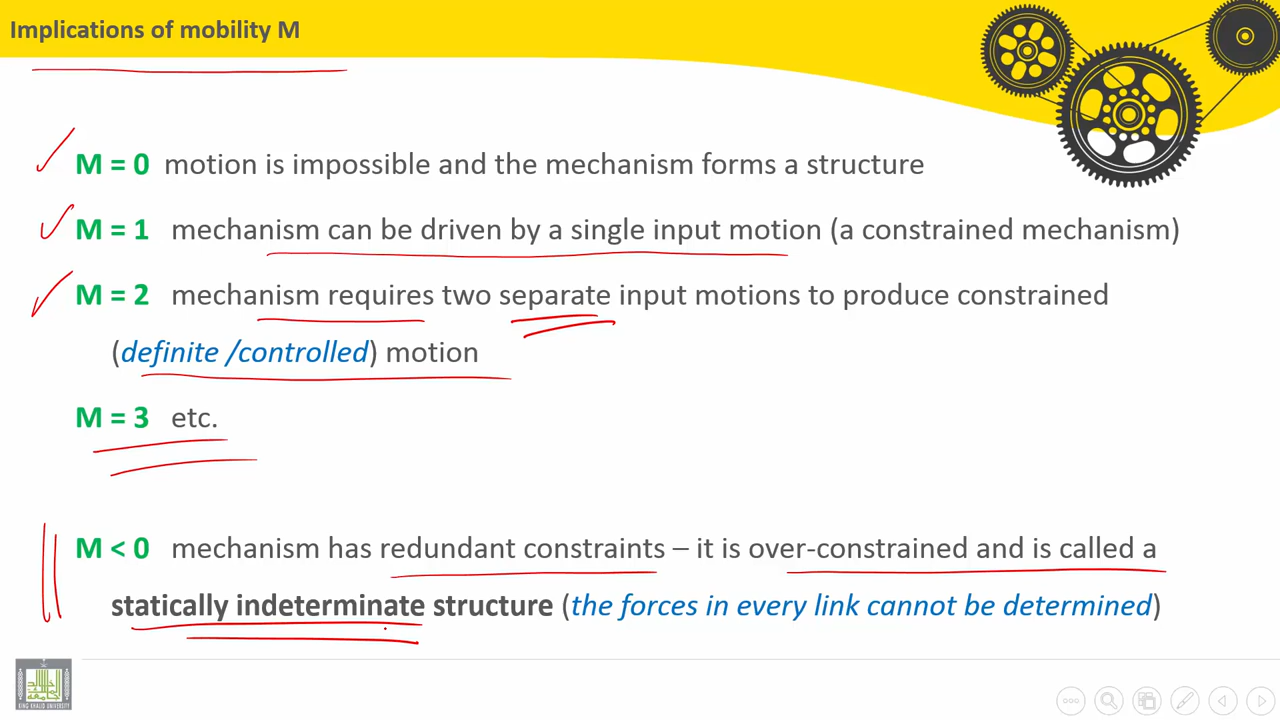 Implications of mobility M
M = 0 motion is impossible and the mechanism forms a structure
M = 1 mechanism can be driven by a single input motion (a constrained mechanism)
M = 2 mechanism requires two separate input motions to produce constrained
(definite /controlled) motion
M = 3 etc.
M < 0 mechanism has redundant constraints – it is over-constrained and is called a
statically indeterminate structure (the forces in every link cannot be determined)
KING KHALID UNIVERSITY